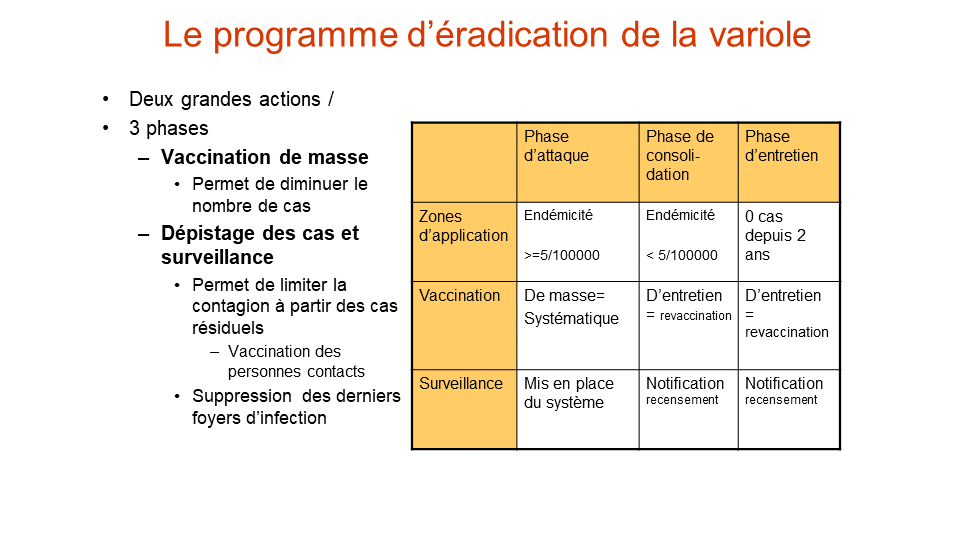 Le programme d'éradication de la variole
• Deux grandes actions /
• 3 phases
– Vaccination de masse
• Permet de diminuer le
nombre de cas
– Dépistage des cas et
surveillance
• Permet de limiter la
contagion à partir des cas
résiduels
– Vaccination des
personnes contacts
• Suppression des derniers
foyers d'infection
Phase
d'attaque
Phase de
consoli-
dation
Phase
d'entretien
Zones
d'application
Endémicité
>=5/100000
Endémicité
< 5/100000
0 cas
depuis 2
ans
Vaccination
De masse=
Systématique
D'entretien
= revaccination
D'entretien
=
revaccination
Surveillance
Mis en place
du système
Notification
recensement
Notification
recensement